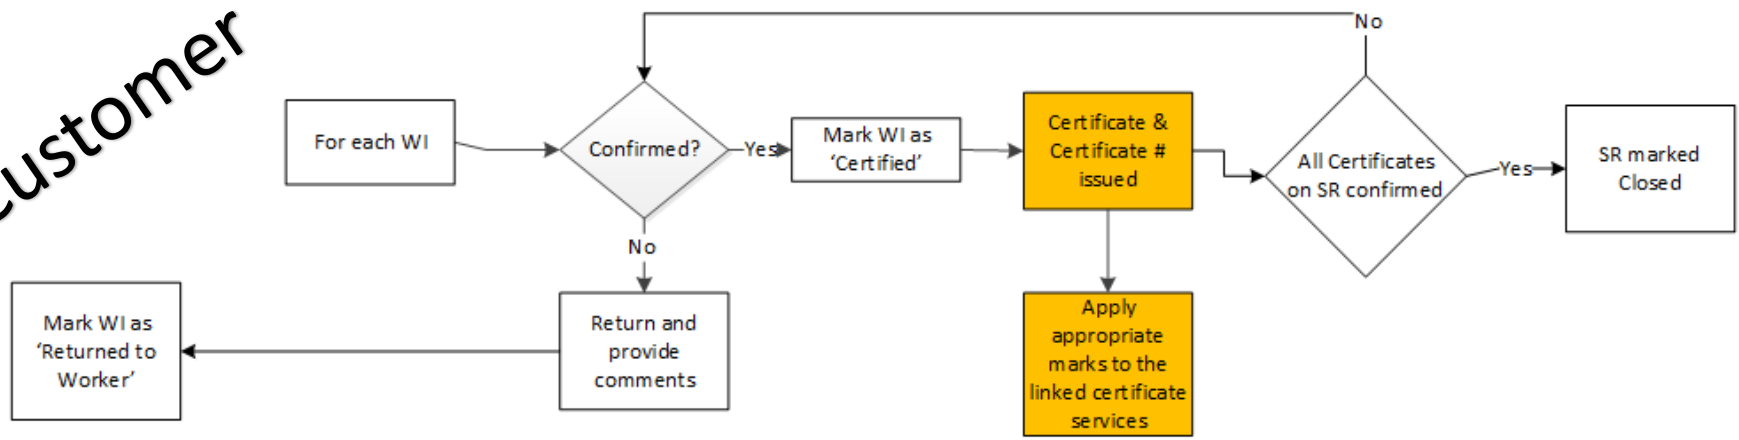 Customer
No
For each WI
Confirmed?
Yes
Mark WI as
‘Certified’
Certificate &
Certificate #
issued
All Certificates
on SR confirmed
Yes
SR marked
Closed
No
Mark WI as
‘Returned to
Worker’
Return and
provide
comments
Apply
appropriate
marks to the
linked certificate
services